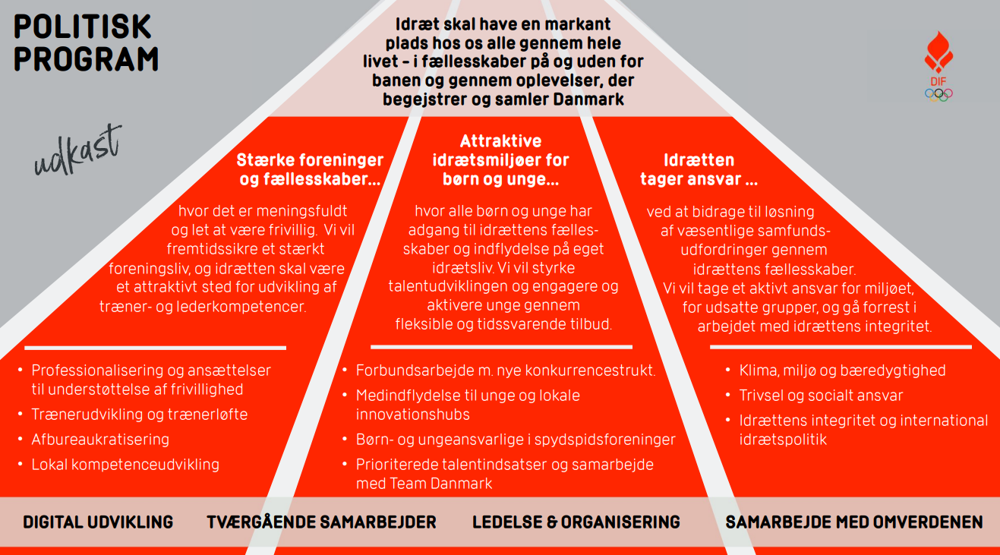 POLITISK
PROGRAM
udkast
Idræt skal have en markant
plads hos os alle gennem hele
livet – i fællesskaber på og uden for
banen og gennem oplevelser, der
begejstrer og samler Danmark
DIF
Stærke foreninger
og fællesskaber...
hvor det er meningsfuldt
og let at være frivillig. Vi vil
fremtidssikre et stærkt
foreningsliv, og idrætten skal være
et attraktivt sted for udvikling af
træner- og lederkompetencer.
• Professionalisering og ansættelser
til understøttelse af frivillighed
• Trænerudvikling og trænerløfte
• Afbureaukratisering
• Lokal kompetenceudvikling
Attraktive
idrætsmiljøer for
børn og unge...
hvor alle børn og unge har
adgang til idrættens fælles-
skaber og indflydelse på eget
idrætsliv. Vi vil styrke
talentudviklingen og engagere og
aktivere unge gennem
fleksible og tidssvarende tilbud.
• Forbundsarbejde m. nye konkurrencestrukt.
• Medindflydelse til unge og lokale
innovationshubs
• Børn- og ungeansvarlige i spydspidsforeninger
• Prioriterede talentindsatser og samarbejde
med Team Danmark
Idrætten
tager ansvar ...
ved at bidrage til løsning
af væsentlige samfunds-
udfordringer gennem
idrættens fællesskaber.
Vi vil tage et aktivt ansvar for miljøet,
for udsatte grupper, og gå forrest i
arbejdet med idrættens integritet.
• Klima, miljø og bæredygtighed
• Trivsel og socialt ansvar
• Idrættens integritet og international
idrætspolitik
DIGITAL UDVIKLING
TVÆRGÅENDE SAMARBEJDER
LEDELSE & ORGANISERING
SAMARBEJDE MED OMVERDENEN